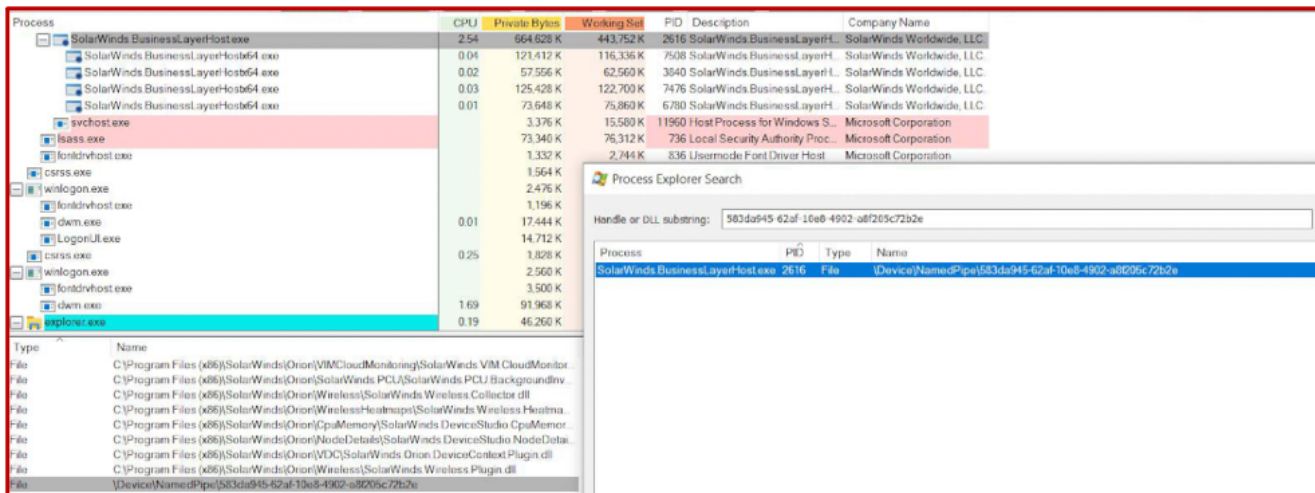 Process CPU Private Bytes Working Set PID Description Company Name
SolarWinds.BusinessLayerHost.exe 2.54 664,628 K 443,752 K 2616 SolarWinds.BusinessLayerH... SolarWinds Worldwide, LLC.
SolarWinds.BusinessLayerHostx64.exe 0.04 121,412 K 116,336 K 7508 SolarWinds.BusinessLayerH... SolarWinds Worldwide, LLC.
SolarWinds.BusinessLayerHostx64.exe 0.02 57,556 K 62,560 K 3840 SolarWinds.BusinessLayerH... SolarWinds Worldwide, LLC.
SolarWinds.BusinessLayerHostx64.exe 0.03 125,428 K 122,700 K 7476 SolarWinds.BusinessLayerH... SolarWinds Worldwide, LLC.
SolarWinds.BusinessLayerHostx64.exe 0.01 73,648 K 75,860 K 6780 SolarWinds.BusinessLayerH... SolarWinds Worldwide, LLC.
svchost.exe 3,376 K 15,580 K 11960 Host Process for Windows S... Microsoft Corporation
lsass.exe 73,340 K 76,312 K 736 Local Security Authority Proc... Microsoft Corporation
fontdrvhost.exe 1,332 K 2,744 K 836 Usermode Font Driver Host Microsoft Corporation
csrss.exe 1,564 K
winlogon.exe 2,476 K
fontdrvhost.exe 1,196 K
dwm.exe 0.01 17,444 K
LogonUI.exe 14,712 K
csrss.exe 0.25 1,828 K
winlogon.exe 2,560 K
fontdrvhost.exe 3,500 K
dwm.exe 1.69 91,968 K
explorer.exe 0.19 46,260 K
Process Explorer Search
Handle or DLL substring: 583da945-62af-10e8-4902-a8f205c72b2e
Process PID Type Name
SolarWinds.BusinessLayerHost.exe 2616 File \Device\NamedPipe\583da945-62af-10e8-4902-a8f205c72b2e
Type Name
File C:\Program Files (x86)\SolarWinds\Orion\VIMCloudMonitoring\SolarWinds.VIM.CloudMonitor...
File C:\Program Files (x86)\SolarWinds\Orion\SolarWinds.PCU\SolarWinds.PCU.BackgroundInv...
File C:\Program Files (x86)\SolarWinds\Orion\Wireless\SolarWinds.Wireless.Collector.dll
File C:\Program Files (x86)\SolarWinds\Orion\WirelessHeatmaps\SolarWinds.Wireless.Heatma...
File C:\Program Files (x86)\SolarWinds\Orion\CpuMemory\SolarWinds.DeviceStudio.CpuMemor...
File C:\Program Files (x86)\SolarWinds\Orion\NodeDetails\SolarWinds.DeviceStudio.NodeDetai...
File C:\Program Files (x86)\SolarWinds\Orion\VDC\SolarWinds.Orion.DeviceContext.Plugin.dll
File C:\Program Files (x86)\SolarWinds\Orion\Wireless\SolarWinds.Wireless.Plugin.dll
File \Device\NamedPipe\583da945-62af-10e8-4902-a8f205c72b2e